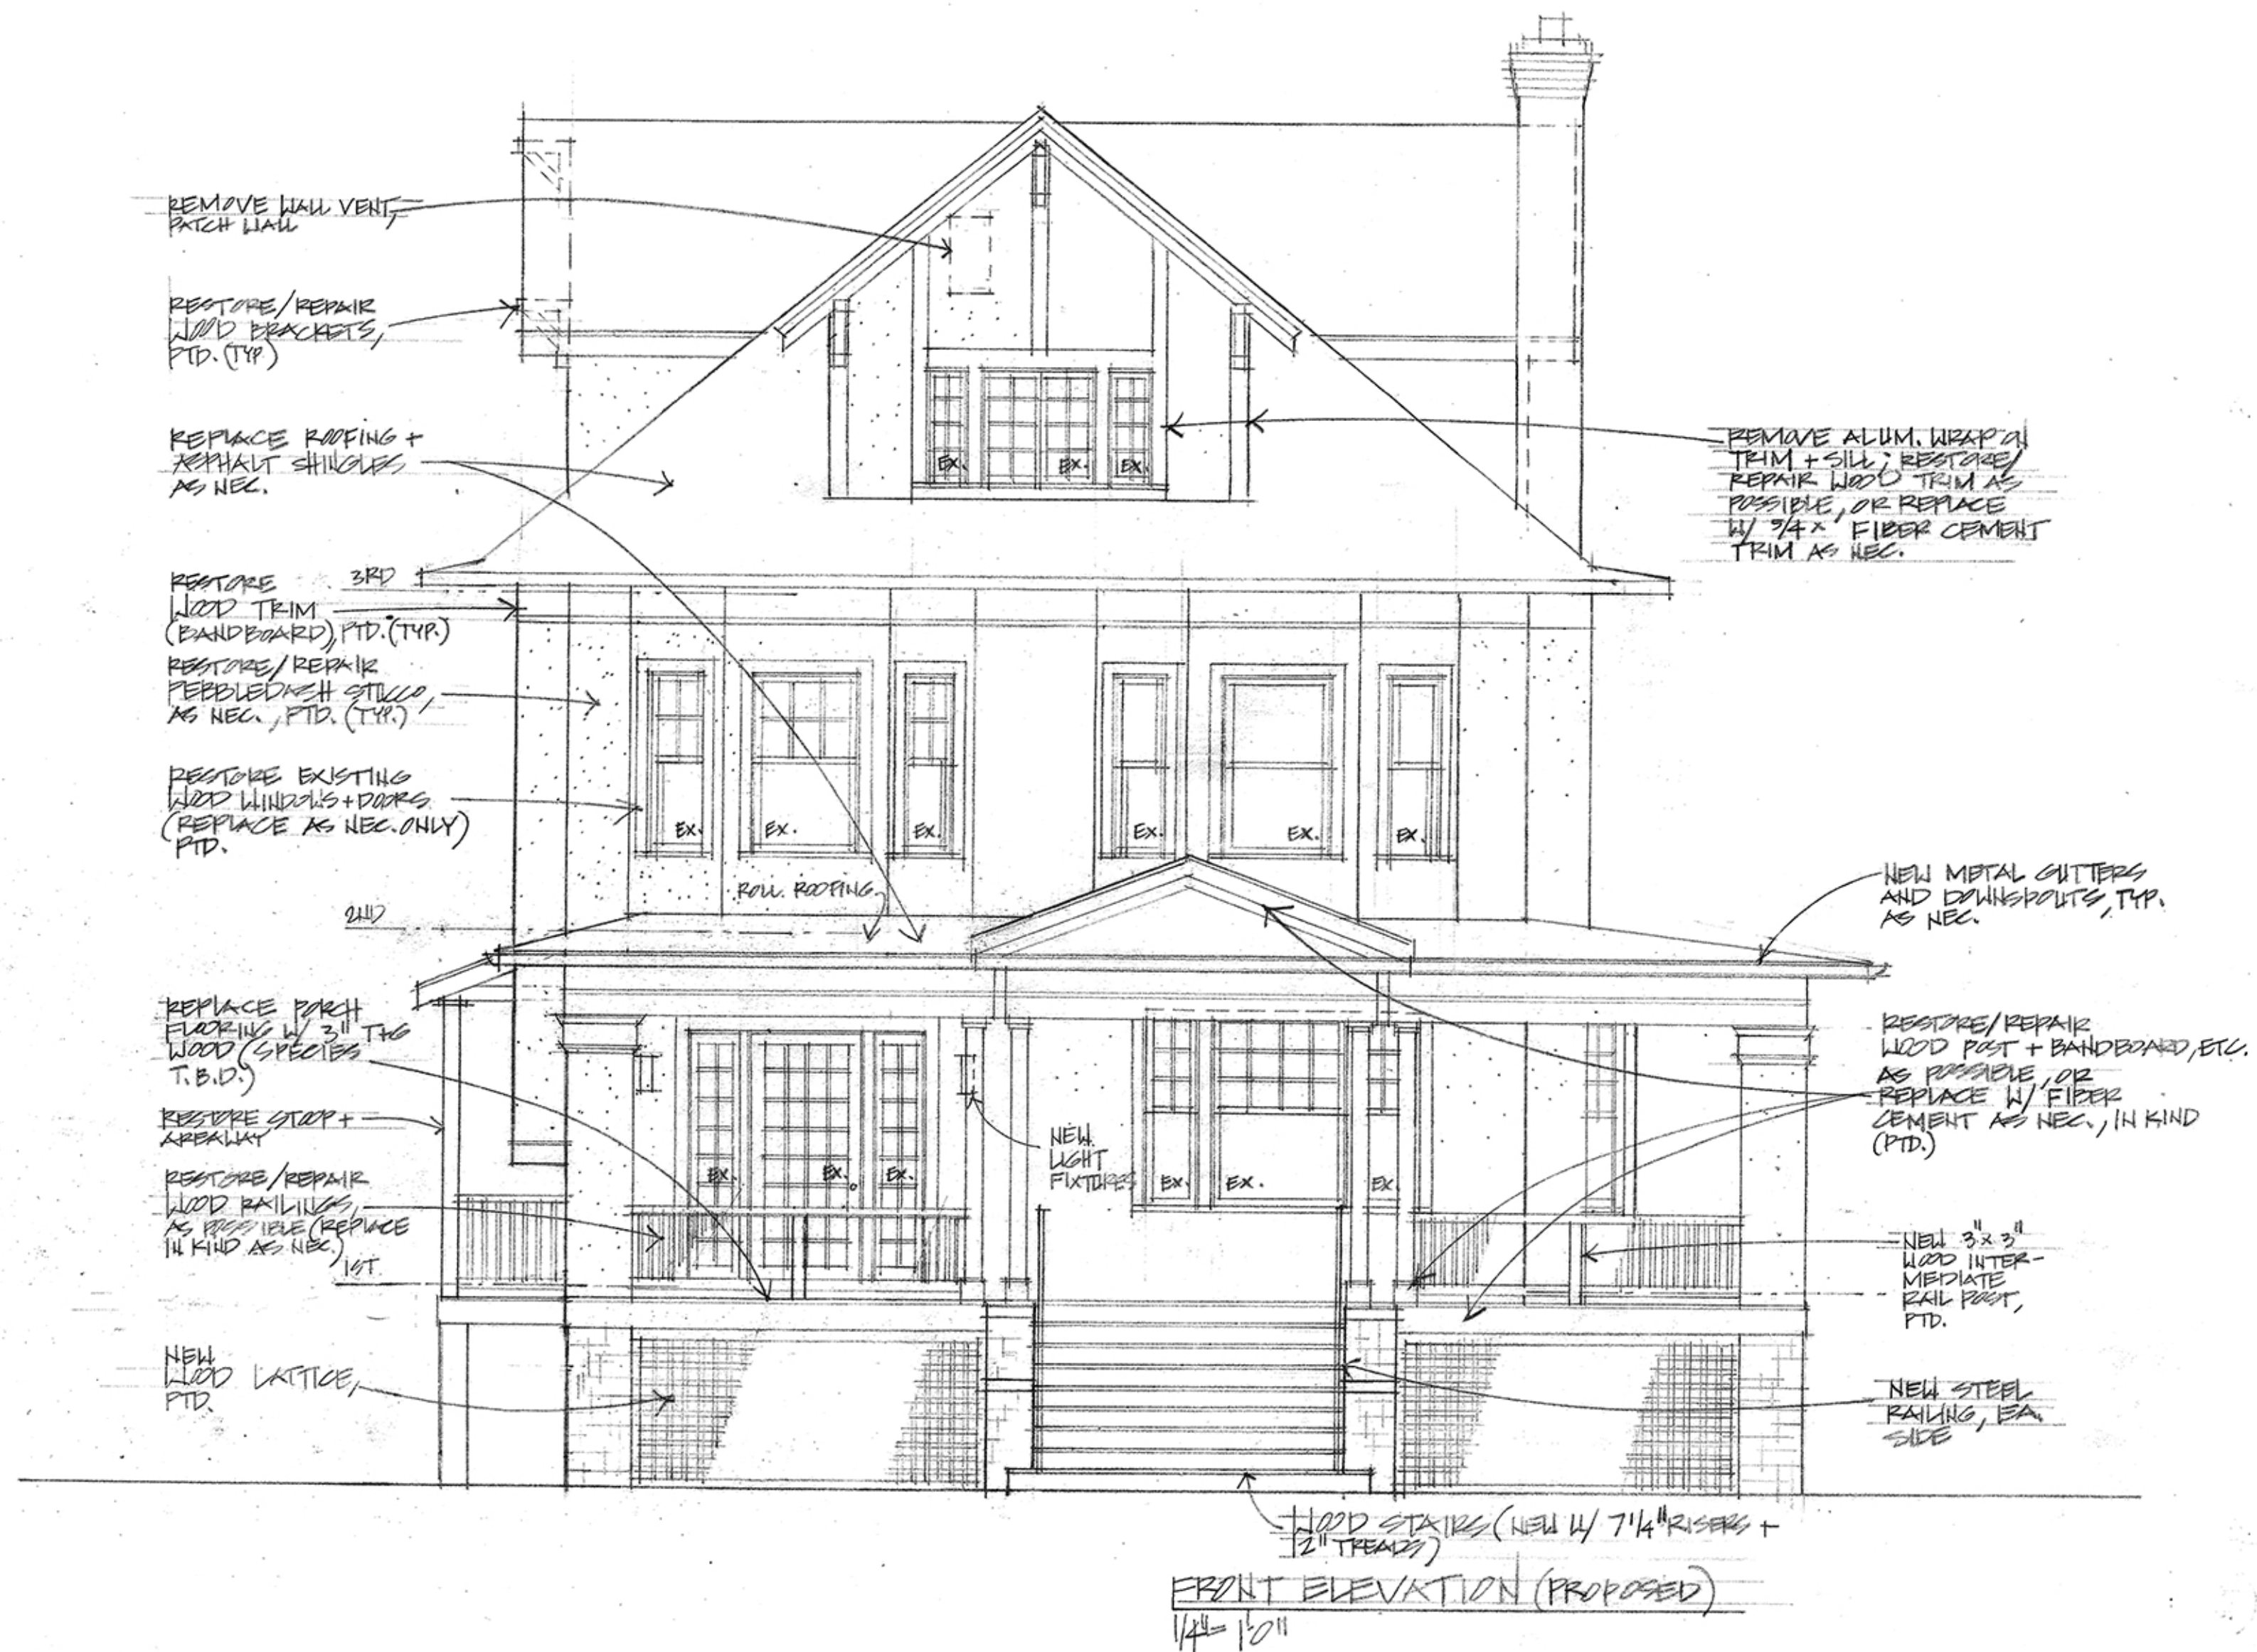 REMOVE WALL VENT,
PATCH WALL
RESTORE/REPAIR
WOOD BRACKETS,
PTD. (TYP.)
REPLACE ROOFING +
ASPHALT SHINGLES
AS NEC.
RESTORE
WOOD TRIM
(BANDBOARD), PTD. (TYP.)
3RD
RESTORE/REPAIR
PEBBLEDASH STUCCO,
AS NEC., PTD. (TYP.)
RESTORE EXISTING
WOOD WINDOWS + DOORS
(REPLACE AS NEC. ONLY)
PTD.
2ND
REPLACE PORCH
FLOORING W/ 3" T+G
WOOD (SPECIES
T.B.D.)
RESTORE STOOP +
AREAWAY
RESTORE/REPAIR
WOOD RAILINGS,
AS POSSIBLE (REPLACE
IN KIND AS NEC.)
1ST
NEW
WOOD LATTICE,
PTD.
EX. EX. EX.
EX. EX. EX. EX. EX. EX.
ROLL ROOFING
NEW
LIGHT
FIXTURES
EX. EX. EX. EX. EX. EX.
REMOVE ALUM. WRAP @
TRIM + SILL; RESTORE/
REPAIR WOOD TRIM AS
POSSIBLE, OR REPLACE
W/ 5/4 x FIBER CEMENT
TRIM AS NEC.
NEW METAL GUTTERS
AND DOWNSPOUTS, TYP.
AS NEC.
RESTORE/REPAIR
WOOD POST + BANDBOARD, ETC.
AS POSSIBLE, OR
REPLACE W/ FIBER
CEMENT AS NEC., IN KIND
(PTD.)
NEW 3" x 3"
WOOD INTER-
MEDIATE
RAIL POST,
PTD.
NEW STEEL
RAILING, EA.
SIDE
WOOD STAIRS (NEW W/ 7 1/4" RISERS +
12" TREADS)
FRONT ELEVATION (PROPOSED)
1/4" = 1'0"